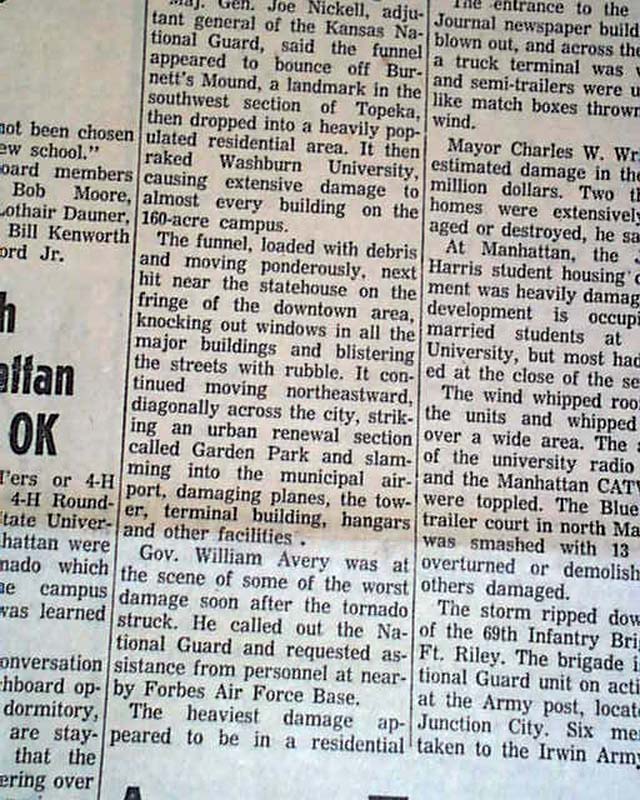 not been chosen
ew school."
oard members
Bob Moore,
Lothair Dauner,
Bill Kenworth
ord Jr.
h
attan
OK
I'ers or 4-H
4-H Round-
tate Univer-
hattan were
nado which
campus
was learned
onversation
hboard op-
dormitory,
are stay-
that the
ering over
Maj. Gen. Joe Nickell, adju-
tant general of the Kansas Na-
tional Guard, said the funnel
appeared to bounce off Bur-
nett's Mound, a landmark in the
southwest section of Topeka,
then dropped into a heavily pop-
ulated residential area. It then
raked Washburn University,
causing extensive damage to
almost every building on the
160-acre campus.
The funnel, loaded with debris
and moving ponderously, next
hit near the statehouse on the
fringe of the downtown area,
knocking out windows in all the
major buildings and blistering
the streets with rubble. It con-
tinued moving northeastward,
diagonally across the city, strik-
ing an urban renewal section
called Garden Park and slam-
ming into the municipal air-
port, damaging planes, the tow-
er, terminal building, hangars
and other facilities .
Gov. William Avery was at
the scene of some of the worst
damage soon after the tornado
struck. He called out the Na-
tional Guard and requested as-
sistance from personnel at near-
by Forbes Air Force Base.
The heaviest damage ap-
peared to be in a residential
The entrance to the
Journal newspaper build
blown out, and across the
a truck terminal was
and semi-trailers were u
like match boxes thrown
wind.
Mayor Charles W. Wri
estimated damage in the
million dollars. Two th
homes were extensively
aged or destroyed, he sa
At Manhattan, the J
Harris student housing
ment was heavily damag
development is occupi
married students at
University, but most had
ed at the close of the se
The wind whipped roo
the units and whipped
over a wide area. The
of the university radio
and the Manhattan CATV
were toppled. The Blue
trailer court in north Ma
was smashed with 13
overturned or demolish
others damaged.
The storm ripped dow
of the 69th Infantry Bri
Ft. Riley. The brigade i
tional Guard unit on acti
at the Army post, locat
Junction City. Six me
taken to the Irwin Army